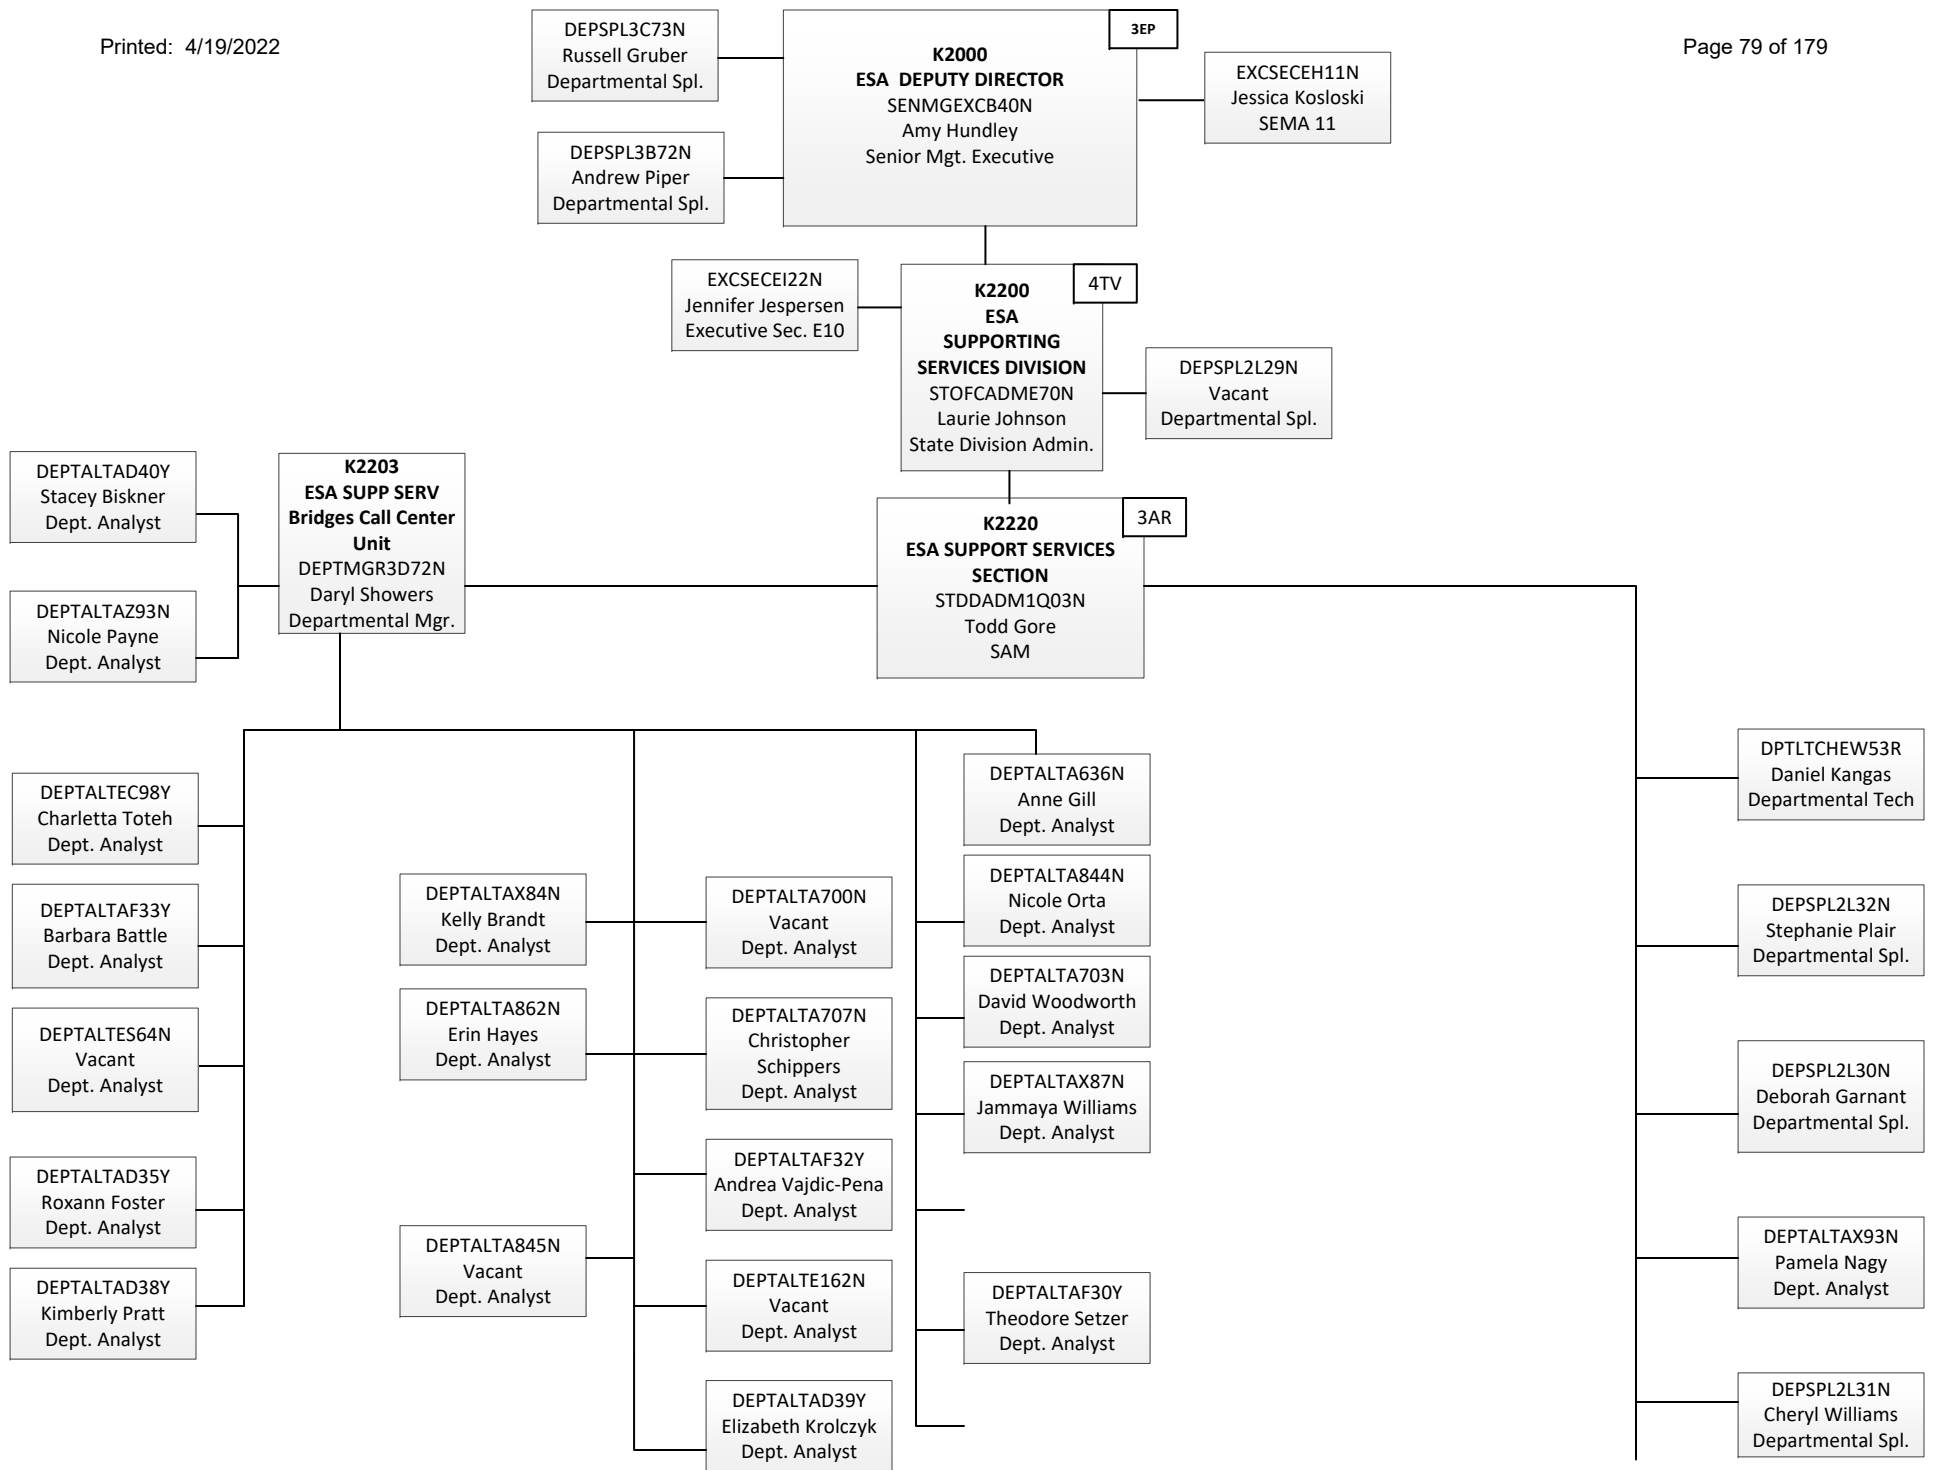 Printed: 4/19/2022
Page 79 of 179
DEPSPL3C73N
Russell Gruber
Departmental Spl.
3EP
K2000
ESA DEPUTY DIRECTOR
SENMGEXCB40N
Amy Hundley
Senior Mgt. Executive
EXCSECEH11N
Jessica Kosloski
SEMA 11
DEPSPL3B72N
Andrew Piper
Departmental Spl.
EXCSECEI22N
Jennifer Jespersen
Executive Sec. E10
4TV
K2200
ESA
SUPPORTING
SERVICES DIVISION
STOFCADME70N
Laurie Johnson
State Division Admin.
DEPSPL2L29N
Vacant
Departmental Spl.
DEPTALTAD40Y
Stacey Biskner
Dept. Analyst
DEPTALTAZ93N
Nicole Payne
Dept. Analyst
K2203
ESA SUPP SERV
Bridges Call Center
Unit
DEPTMGR3D72N
Daryl Showers
Departmental Mgr.
3AR
K2220
ESA SUPPORT SERVICES
SECTION
STDDADM1Q03N
Todd Gore
SAM
DEPTALTEC98Y
Charletta Toteh
Dept. Analyst
DEPTALTAF33Y
Barbara Battle
Dept. Analyst
DEPTALTES64N
Vacant
Dept. Analyst
DEPTALTAD35Y
Roxann Foster
Dept. Analyst
DEPTALTAD38Y
Kimberly Pratt
Dept. Analyst
DEPTALTAX84N
Kelly Brandt
Dept. Analyst
DEPTALTA862N
Erin Hayes
Dept. Analyst
DEPTALTA845N
Vacant
Dept. Analyst
DEPTALTA700N
Vacant
Dept. Analyst
DEPTALTA707N
Christopher
Schippers
Dept. Analyst
DEPTALTAF32Y
Andrea Vajdic-Pena
Dept. Analyst
DEPTALTE162N
Vacant
Dept. Analyst
DEPTALTAD39Y
Elizabeth Krolczyk
Dept. Analyst
DEPTALTA636N
Anne Gill
Dept. Analyst
DEPTALTA844N
Nicole Orta
Dept. Analyst
DEPTALTA703N
David Woodworth
Dept. Analyst
DEPTALTAX87N
Jammaya Williams
Dept. Analyst
DEPTALTAF30Y
Theodore Setzer
Dept. Analyst
DPTLTCHEW53R
Daniel Kangas
Departmental Tech
DEPSPL2L32N
Stephanie Plair
Departmental Spl.
DEPSPL2L30N
Deborah Garnant
Departmental Spl.
DEPTALTAX93N
Pamela Nagy
Dept. Analyst
DEPSPL2L31N
Cheryl Williams
Departmental Spl.